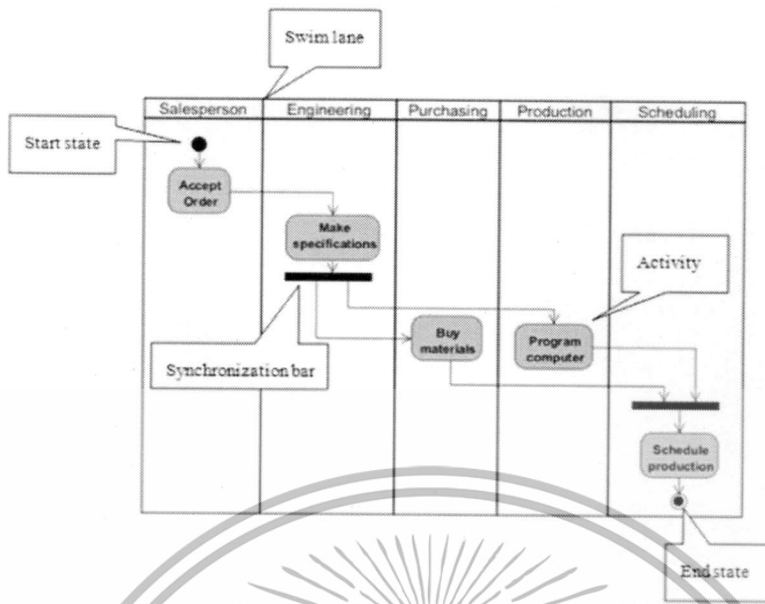 Swim lane
Salesperson
Engineering
Purchasing
Production
Scheduling
Start state
Accept
Order
Make
specifications
Activity
Buy
materials
Program
computer
Synchronization bar
Schedule
production
End state